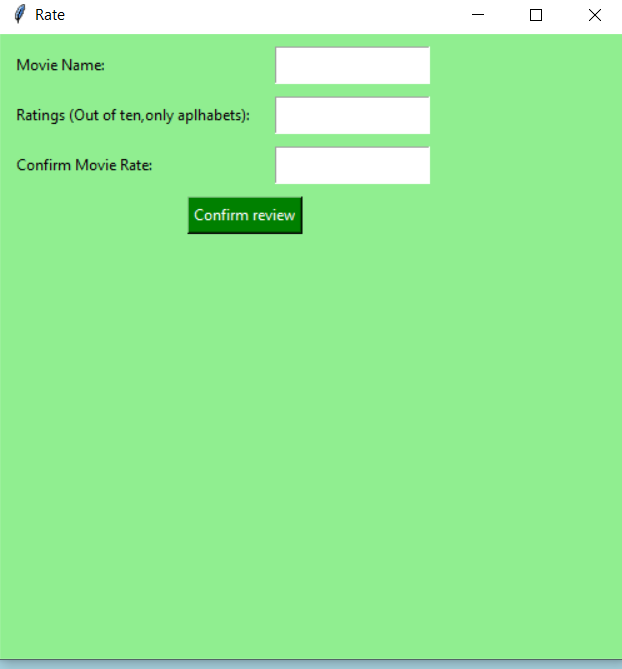 Rate
Movie Name:
Ratings (Out of ten,only aplhabets):
Confirm Movie Rate:
Confirm review